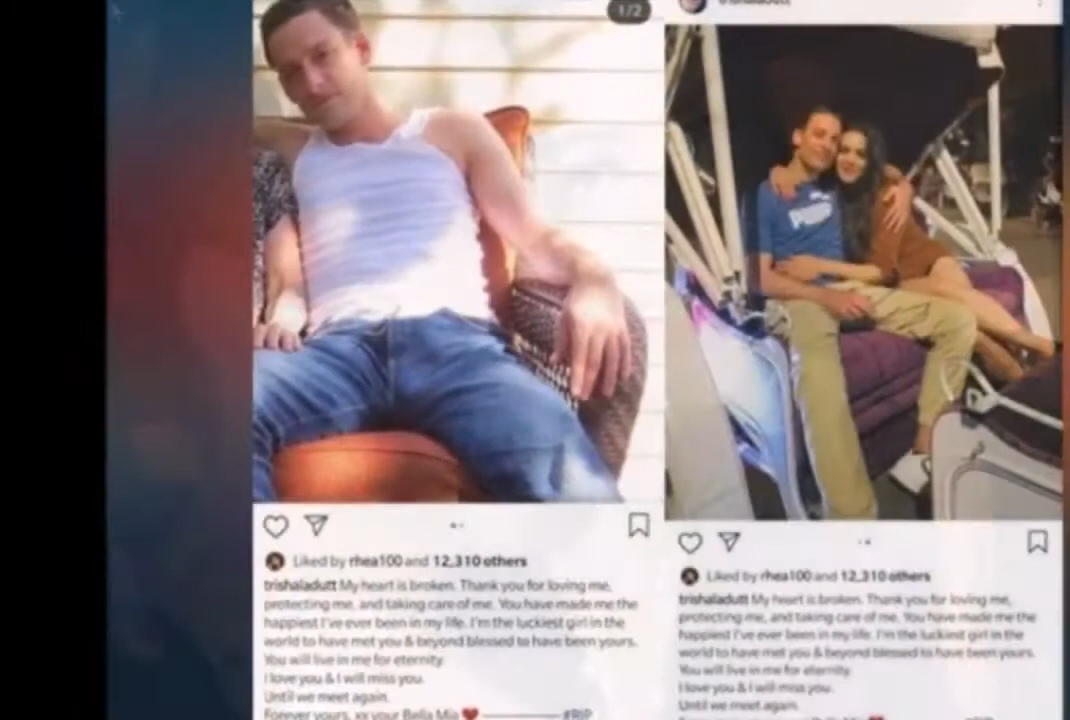 1/2
trishaladutt
Liked by rhea100 and 12,310 others
trishaladutt My heart is broken. Thank you for loving me,
protecting me, and taking care of me. You have made me the
happiest I've ever been in my life. I'm the luckiest girl in the
world to have met you & beyond blessed to have been yours.
You will live in me for eternity.
I love you & I will miss you.
Until we meet again.
Forever yours, xx your Bella Mia ❤ #RIP
Liked by rhea100 and 12,310 others
trishaladutt My heart is broken. Thank you for loving me,
protecting me, and taking care of me. You have made me the
happiest I've ever been in my life. I'm the luckiest girl in the
world to have met you & beyond blessed to have been yours.
You will live in me for eternity.
I love you & I will miss you.
Until we meet again.